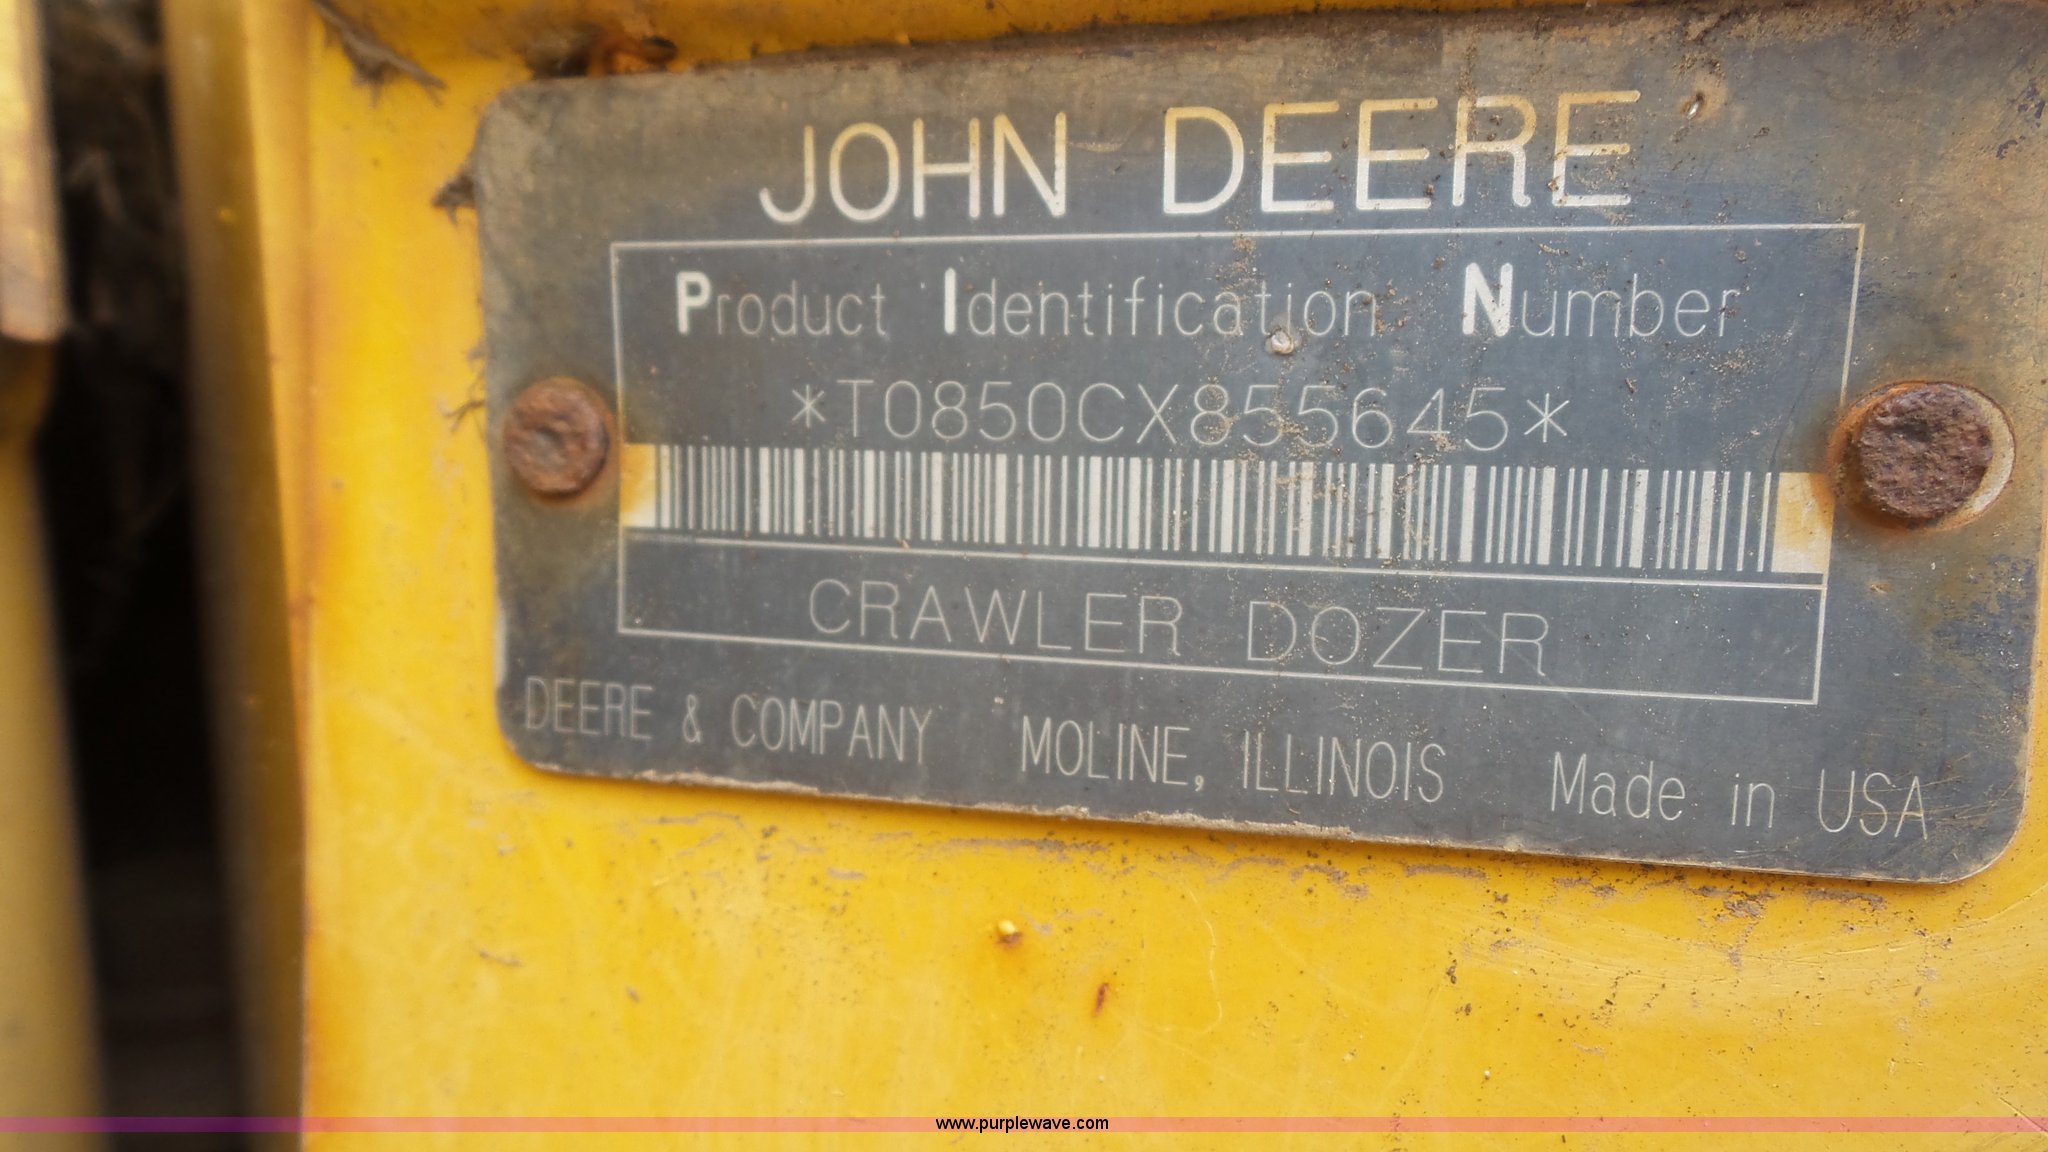 JOHN DEERE
Product Identification Number
*T0850CX855645*
CRAWLER DOZER
DEERE & COMPANY MOLINE, ILLINOIS Made in USA
www.purplewave.com